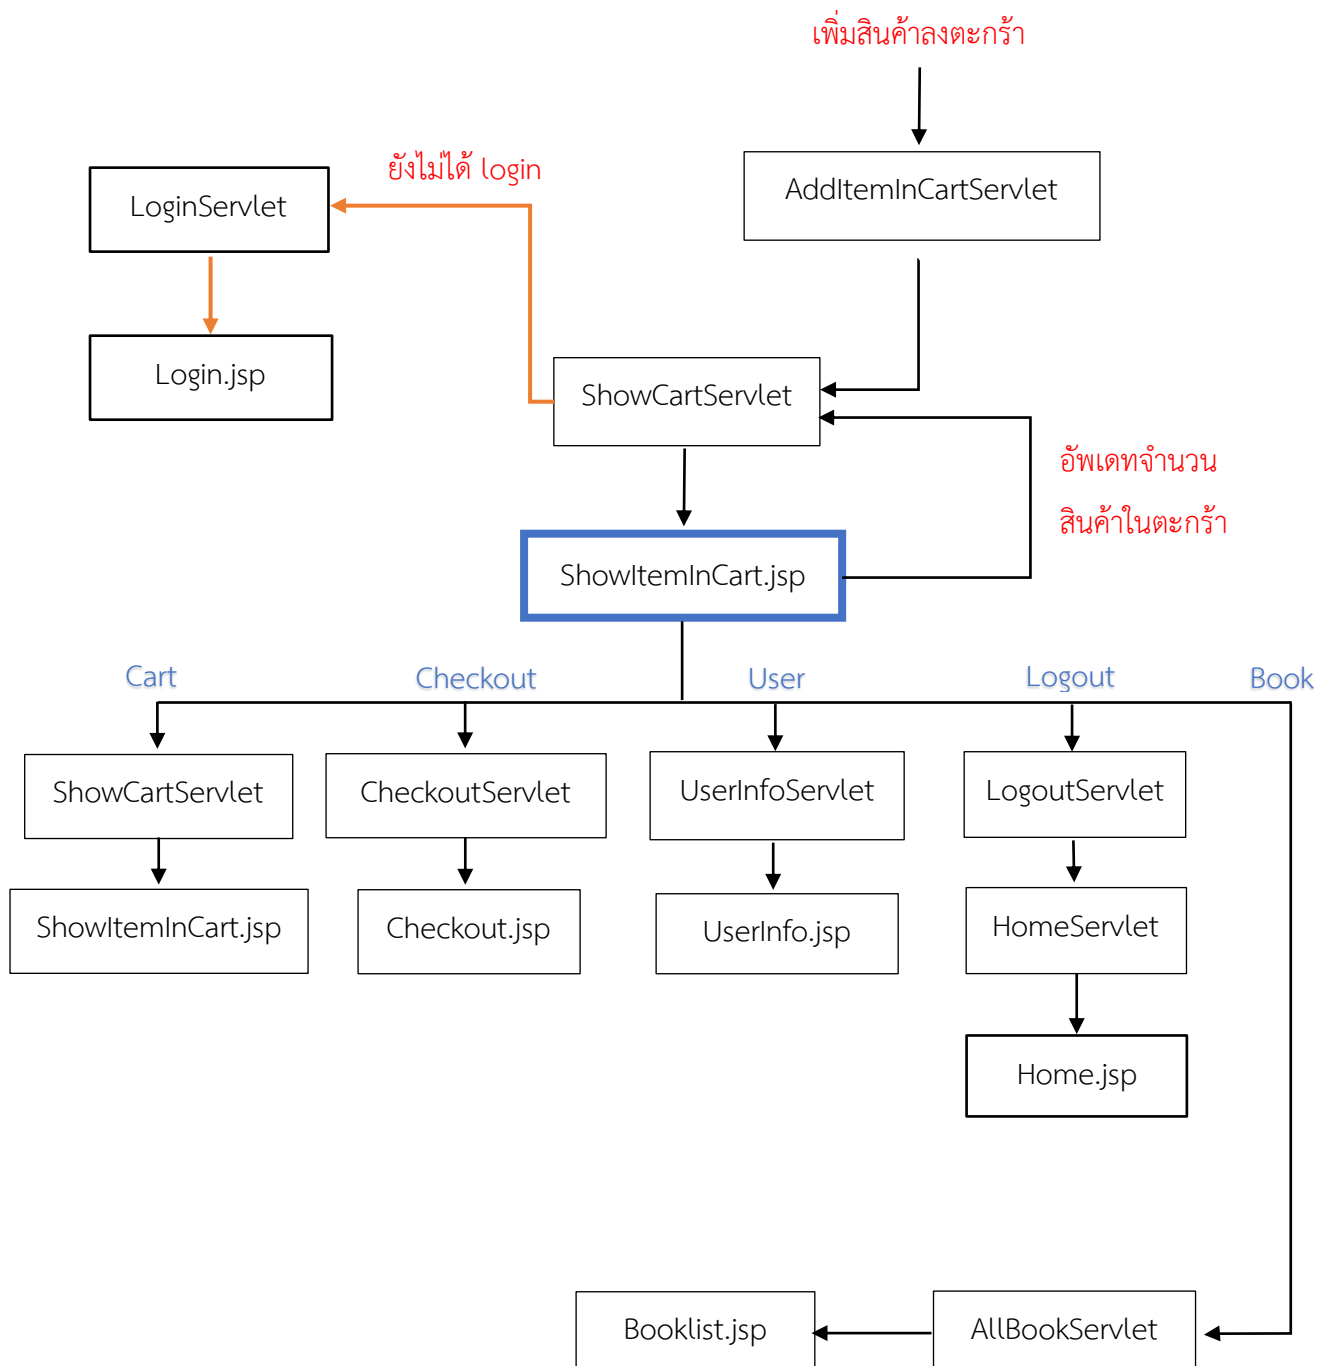 เพิ่มสินค้าลงตะกร้า
ยังไม่ได้ login
AddItemInCartServlet
LoginServlet
Login.jsp
ShowCartServlet
อัพเดทจำนวน
สินค้าในตะกร้า
ShowItemInCart.jsp
Cart
Checkout
User
Logout
Book
ShowCartServlet
CheckoutServlet
UserInfoServlet
LogoutServlet
ShowItemInCart.jsp
Checkout.jsp
UserInfo.jsp
HomeServlet
Home.jsp
Booklist.jsp
AllBookServlet